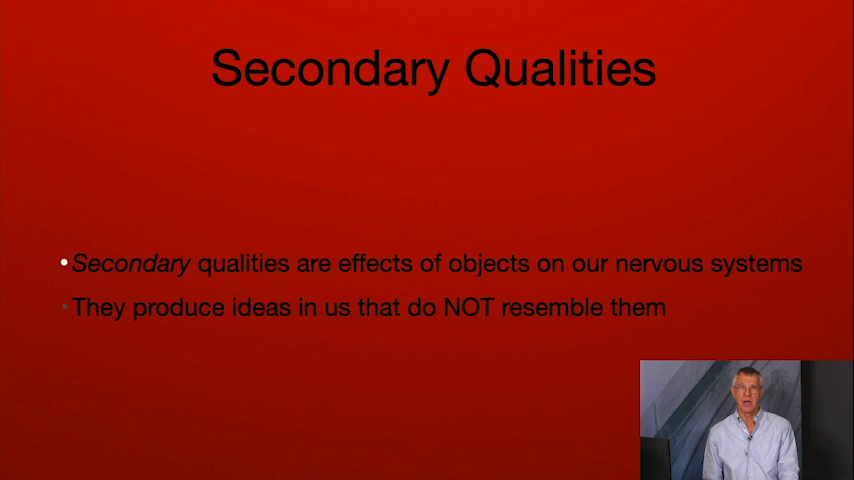 Secondary Qualities
•Secondary qualities are effects of objects on our nervous systems
•They produce ideas in us that do NOT resemble them